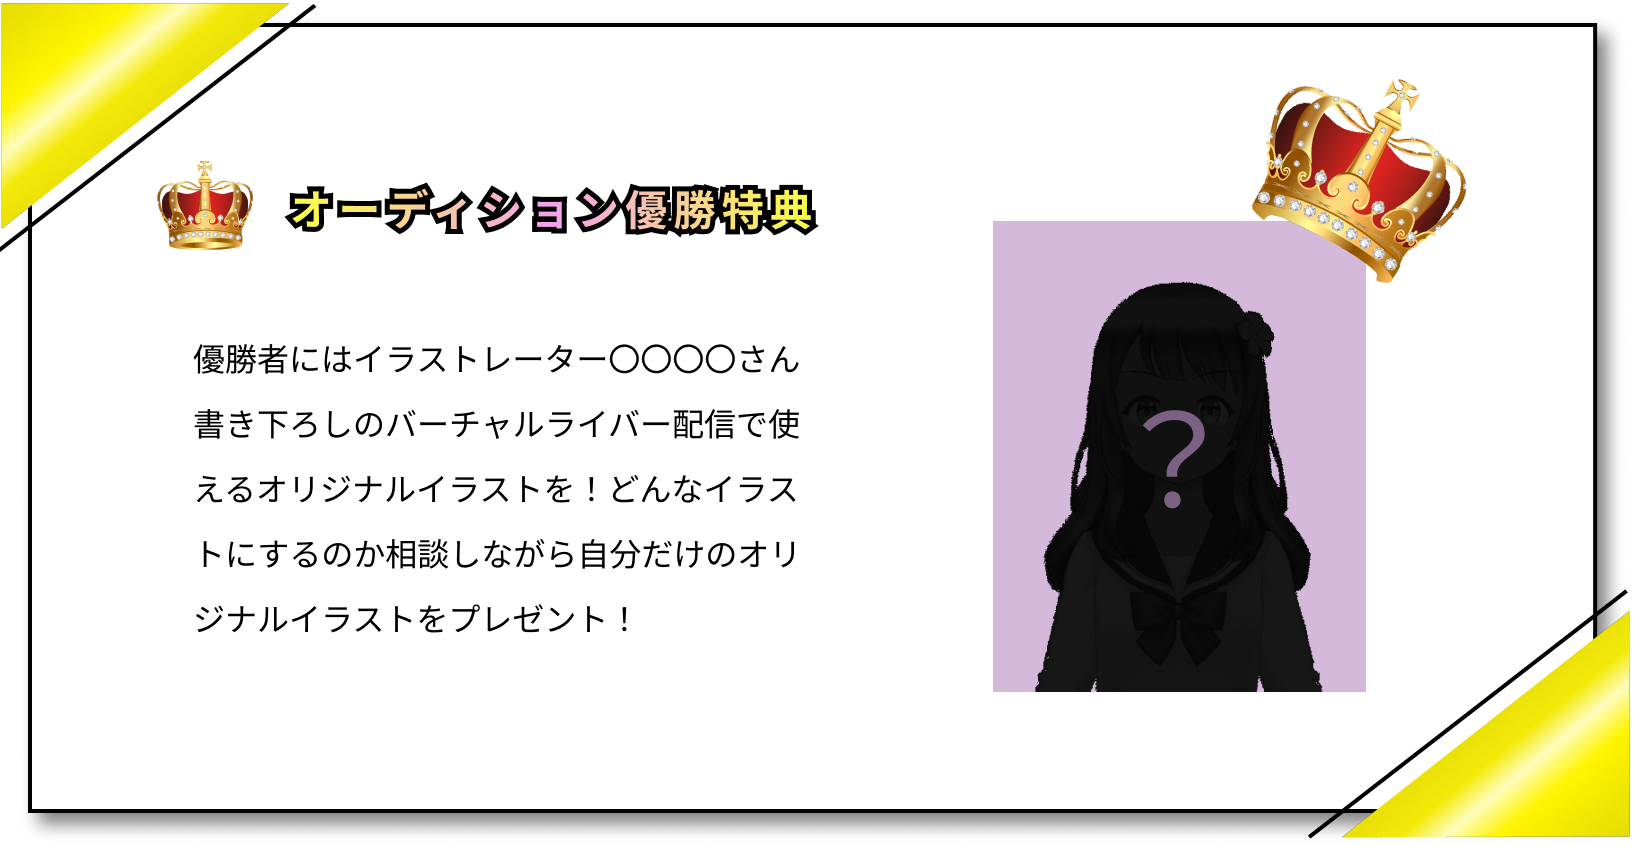 オーディション優勝特典
優勝者にはイラストレーター〇〇〇〇さん
書き下ろしのバーチャルライバー配信で使
えるオリジナルイラストを！どんなイラス
トにするのか相談しながら自分だけのオリ
ジナルイラストをプレゼント！
?